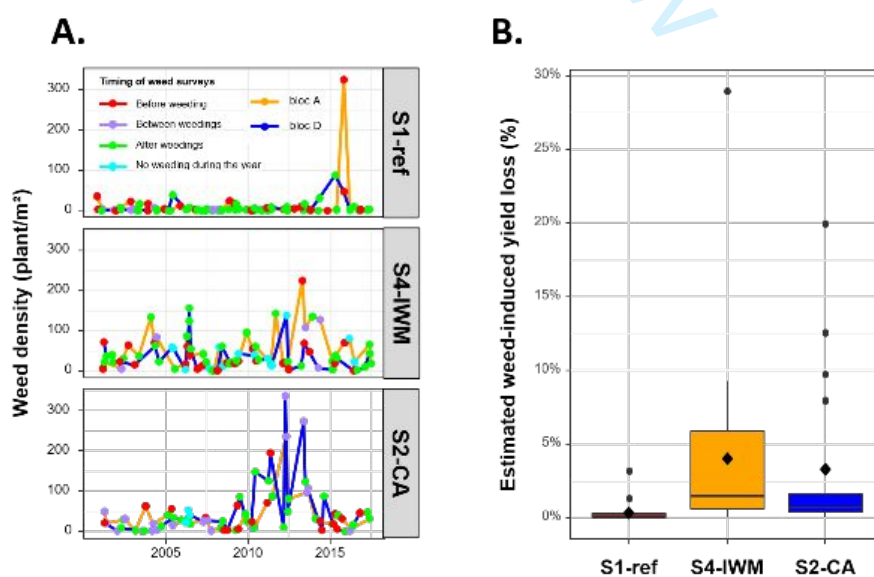 A.
B.
Weed density (plant/m²)
300
200
100
0
Timing of weed surveys
Before weeding
Between weedings
After weedings
No weeding during the year
bloc A
bloc D
S1-ref
300
200
100
0
S4-IWM
300
200
100
0
S2-CA
2005
2010
2015
Estimated weed-induced yield loss (%)
30%
25%
20%
15%
10%
5%
0%
S1-ref
S4-IWM
S2-CA